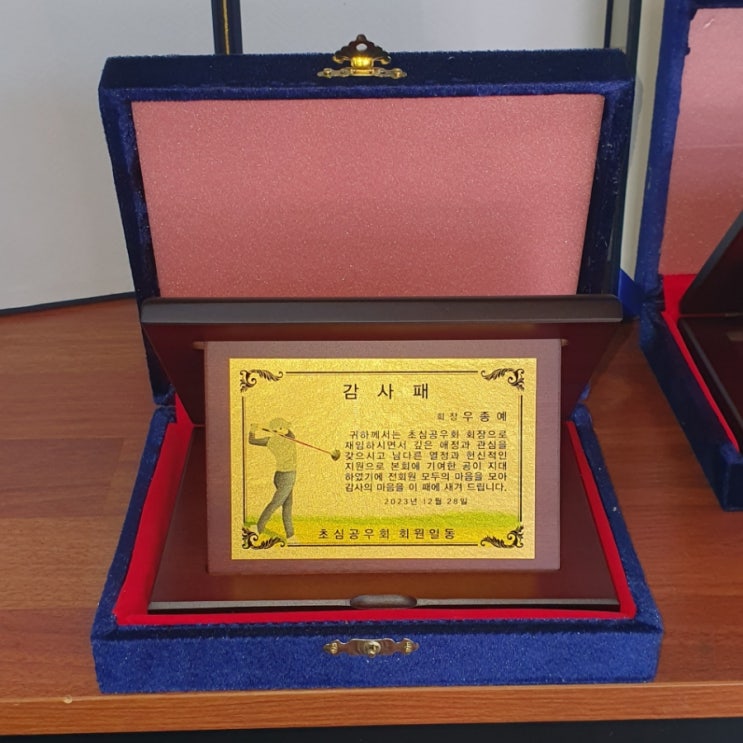 감 사 패
회 장 우 종 예
귀하께서는 초심공우화 회장으로
재임하시면서 깊은 애정과 관심을
갖으시고 남다른 열정과 헌신적인
지원으로 본회에 기여한 공이 지대
하였기에 전회원 모두의 마음을 모아
감사의 마음을 이 패에 새겨 드립니다.
2023년 12월 28일
초심공우회 회원일동